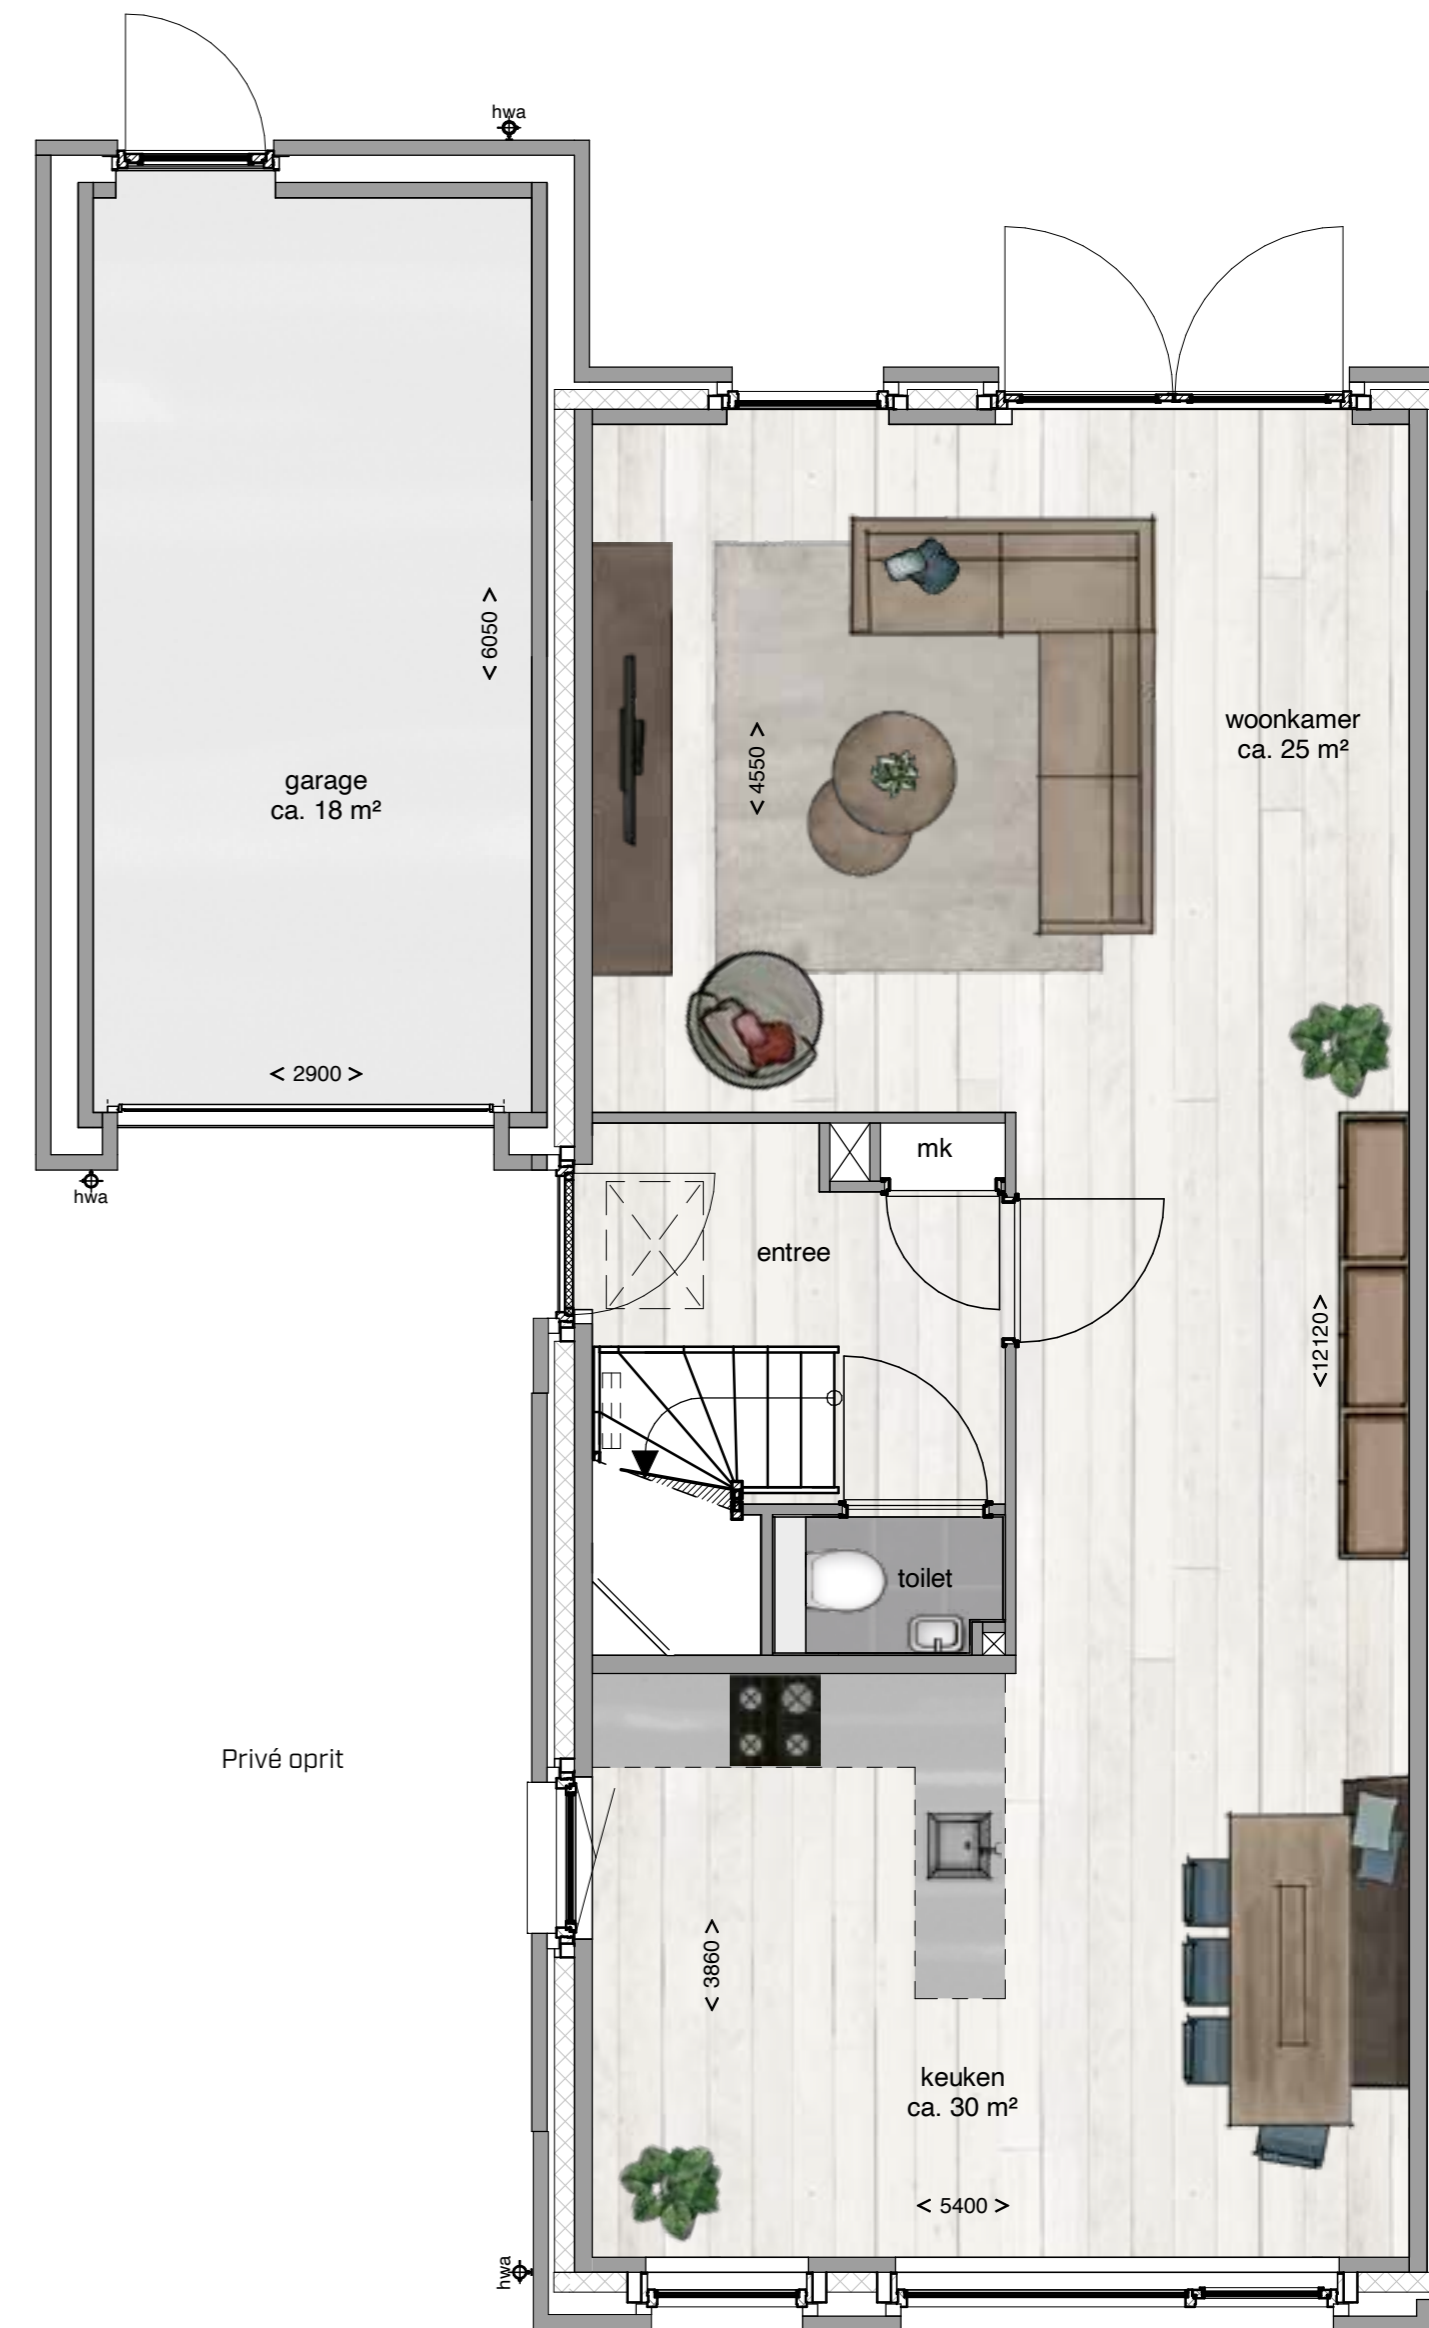 hwa
< 6050 >
woonkamer
ca. 25 m²
< 4550 >
garage
ca. 18 m²
< 2900 >
mk
hwa
entree
<12120>
toilet
Privé oprit
< 3860 >
keuken
ca. 30 m²
< 5400 >
hwa